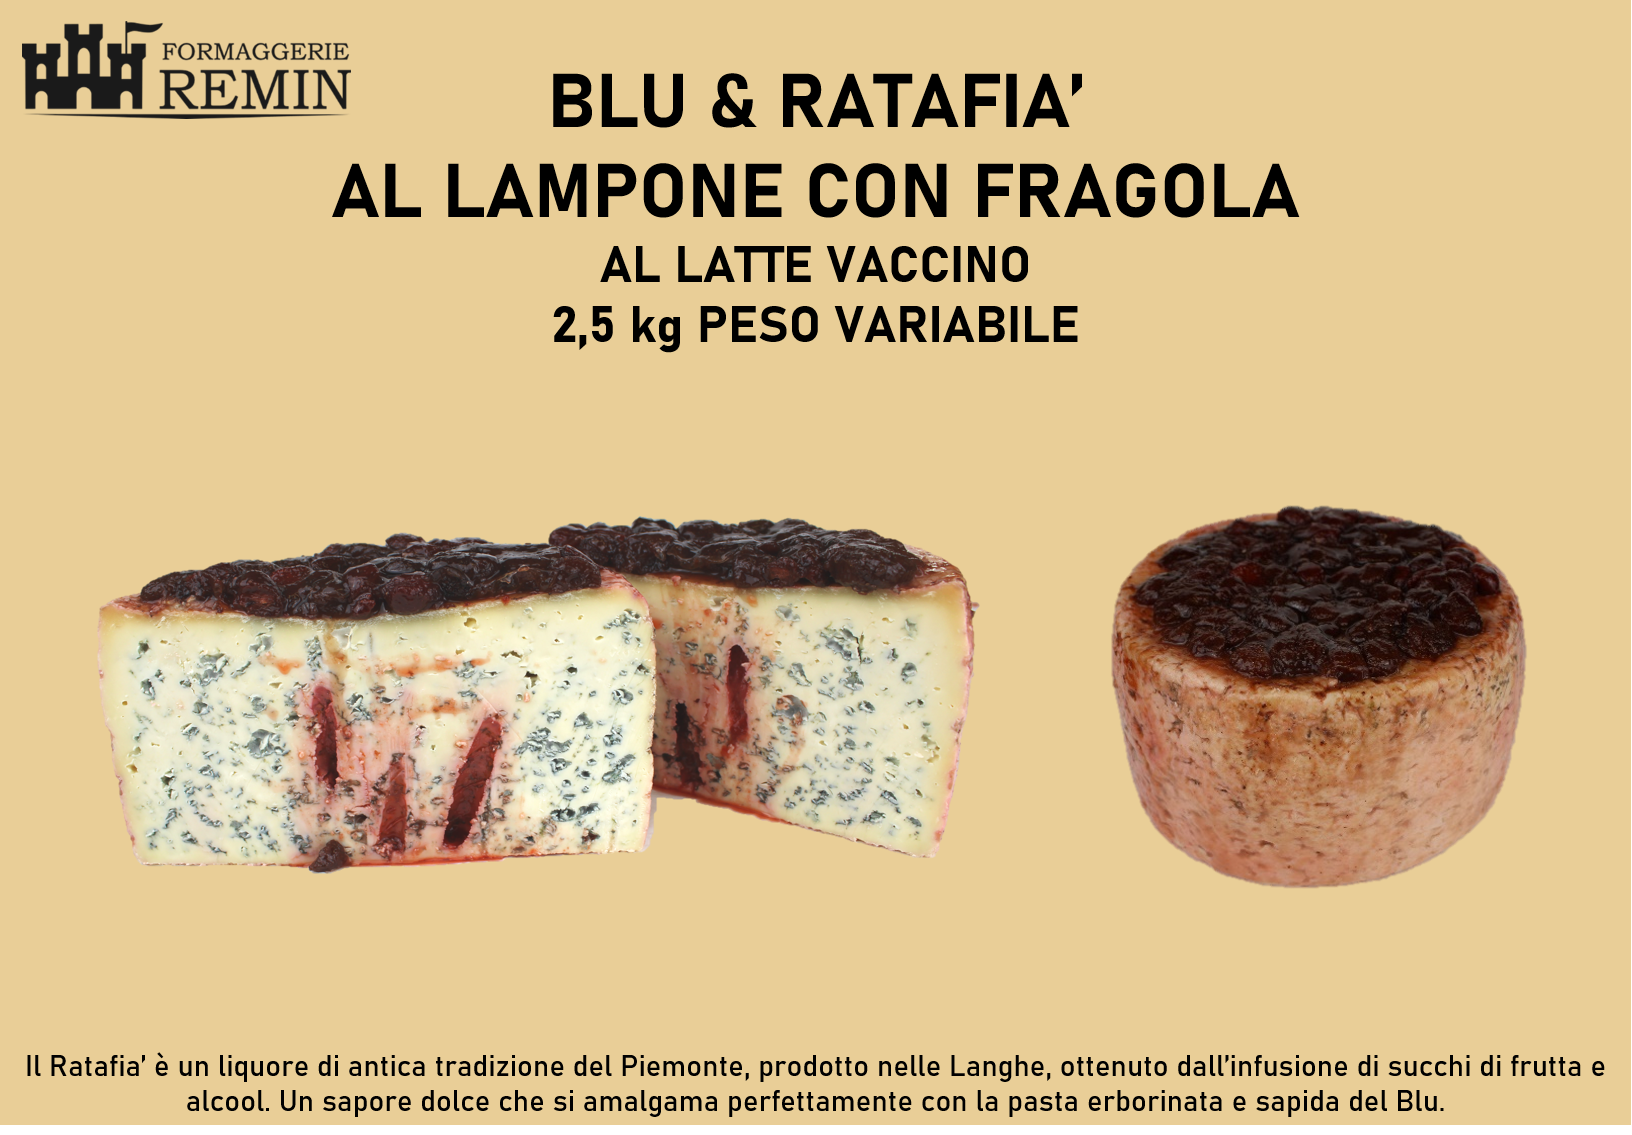 FORMAGGERIE
REMIN
BLU & RATAFIA'
AL LAMPONE CON FRAGOLA
AL LATTE VACCINO
2,5 kg PESO VARIABILE
Il Ratafia' è un liquore di antica tradizione del Piemonte, prodotto nelle Langhe, ottenuto dall'infusione di succhi di frutta e
alcool. Un sapore dolce che si amalgama perfettamente con la pasta erborinata e sapida del Blu.